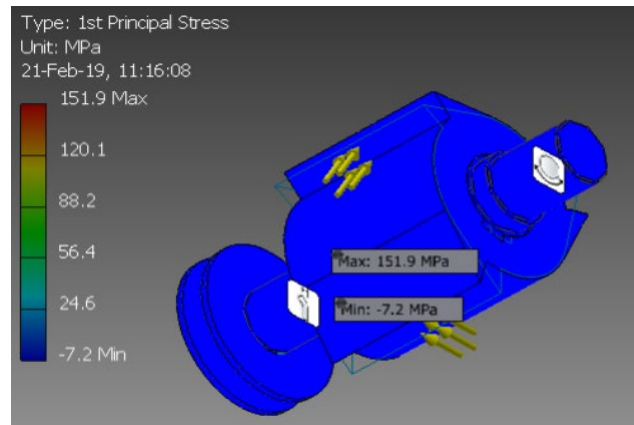 Type: 1st Principal Stress
Unit: MPa
21-Feb-19, 11:16:08
151.9 Max
120.1
88.2
56.4
24.6
-7.2 Min
Max: 151.9 MPa
Min: -7.2 MPa